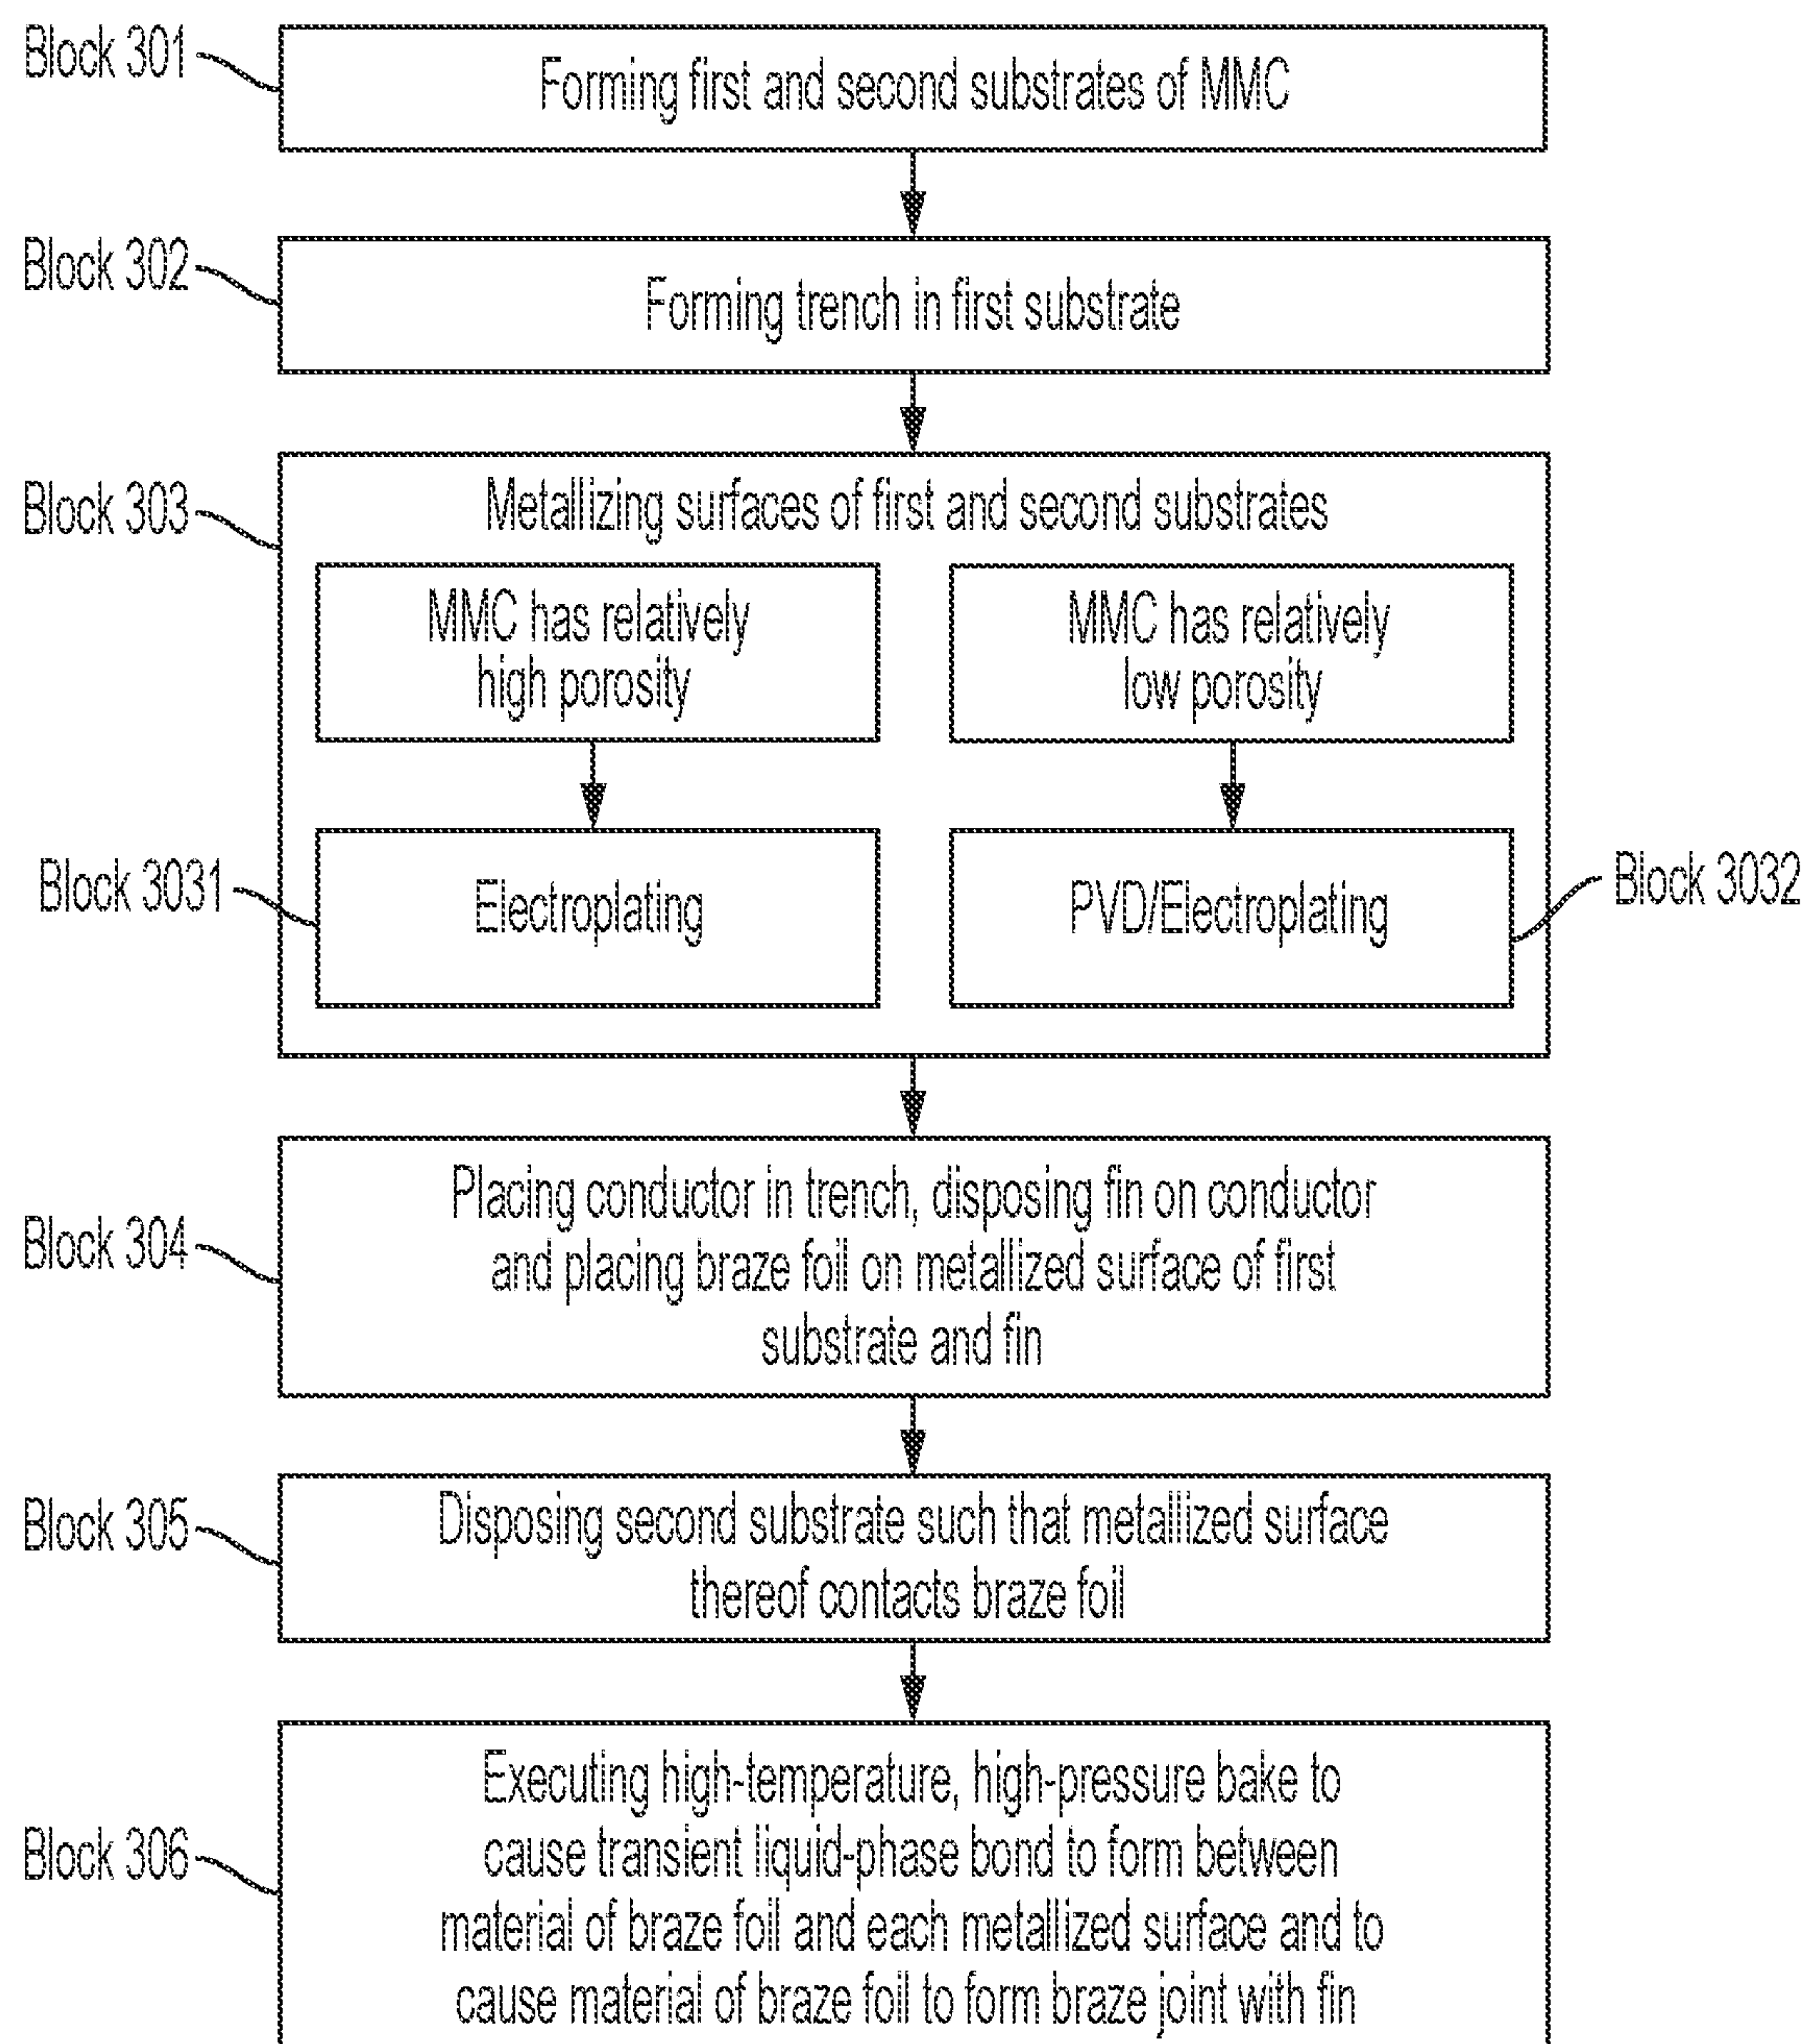 Block 301
Forming first and second substrates of MMC
Block 302
Forming trench in first substrate
Block 303
Metallizing surfaces of first and second substrates
MMC has relatively
high porosity
MMC has relatively
low porosity
Block 3031
Electroplating
PVD/Electroplating
Block 3032
Block 304
Placing conductor in trench, disposing fin on conductor
and placing braze foil on metallized surface of first
substrate and fin
Block 305
Disposing second substrate such that metallized surface
thereof contacts braze foil
Block 306
Executing high-temperature, high-pressure bake to
cause transient liquid-phase bond to form between
material of braze foil and each metallized surface and to
cause material of braze foil to form braze joint with fin